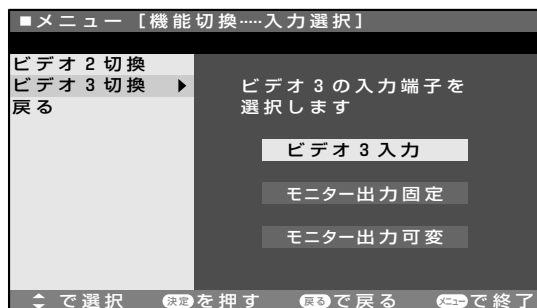 ■メニュー [機能切換……入力選択]
ビデオ2切換
ビデオ3切換 ▶
戻る
ビデオ3の入力端子を
選択します
ビデオ3入力
モニター出力固定
モニター出力可変
で選択 決定を押す 戻るで戻る メニューで終了